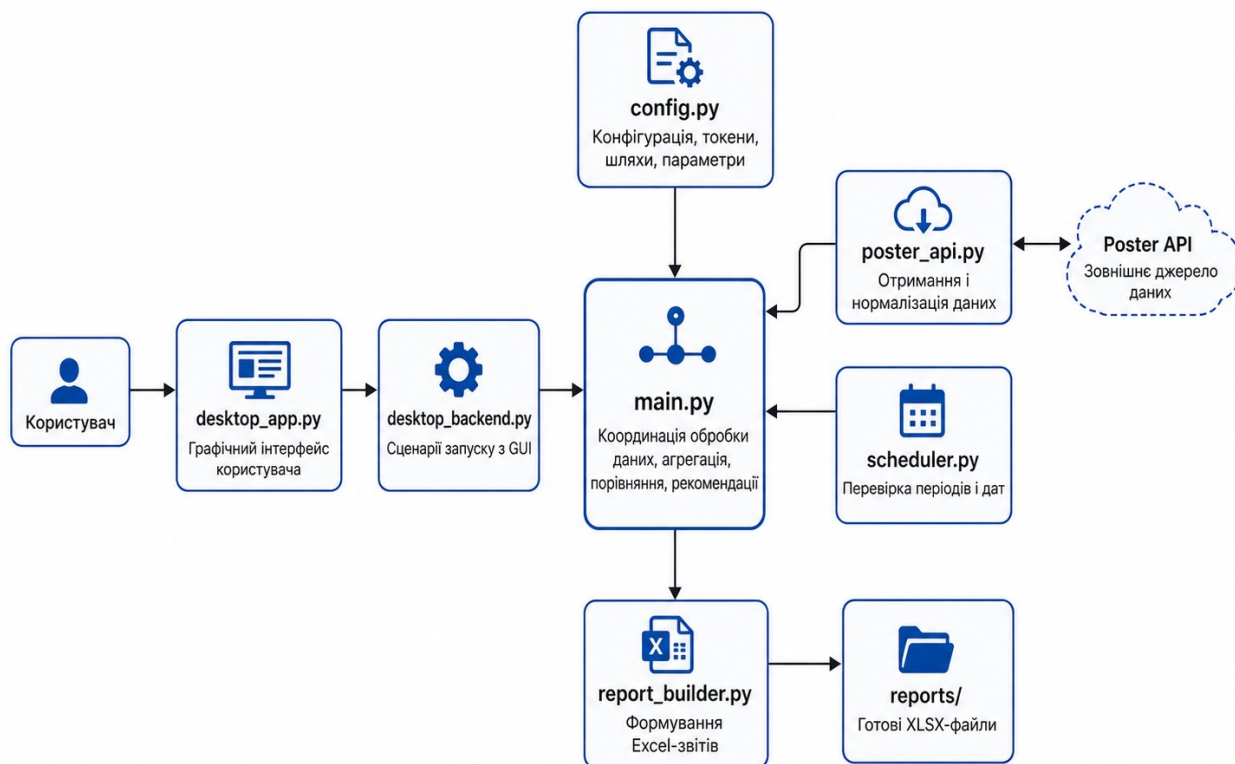 config.py
Конфігурація, токени,
шляхи, параметри
poster_api.py
Отримання і
нормалізація даних
Poster API
Зовнішнє джерело
даних
Користувач
desktop_app.py
Графічний інтерфейс
користувача
desktop_backend.py
Сценарії запуску з GUI
main.py
Координація обробки
даних, агрегація,
порівняння, рекомендації
scheduler.py
Перевірка періодів і дат
X
report_builder.py
Формування
Excel-звітів
reports/
Готові XLSX-файли